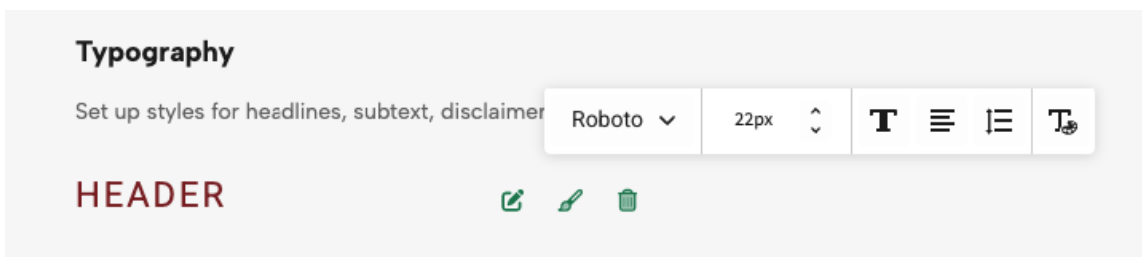 Typography
Set up styles for headlines, subtext, disclaimer
Roboto
22px
HEADER